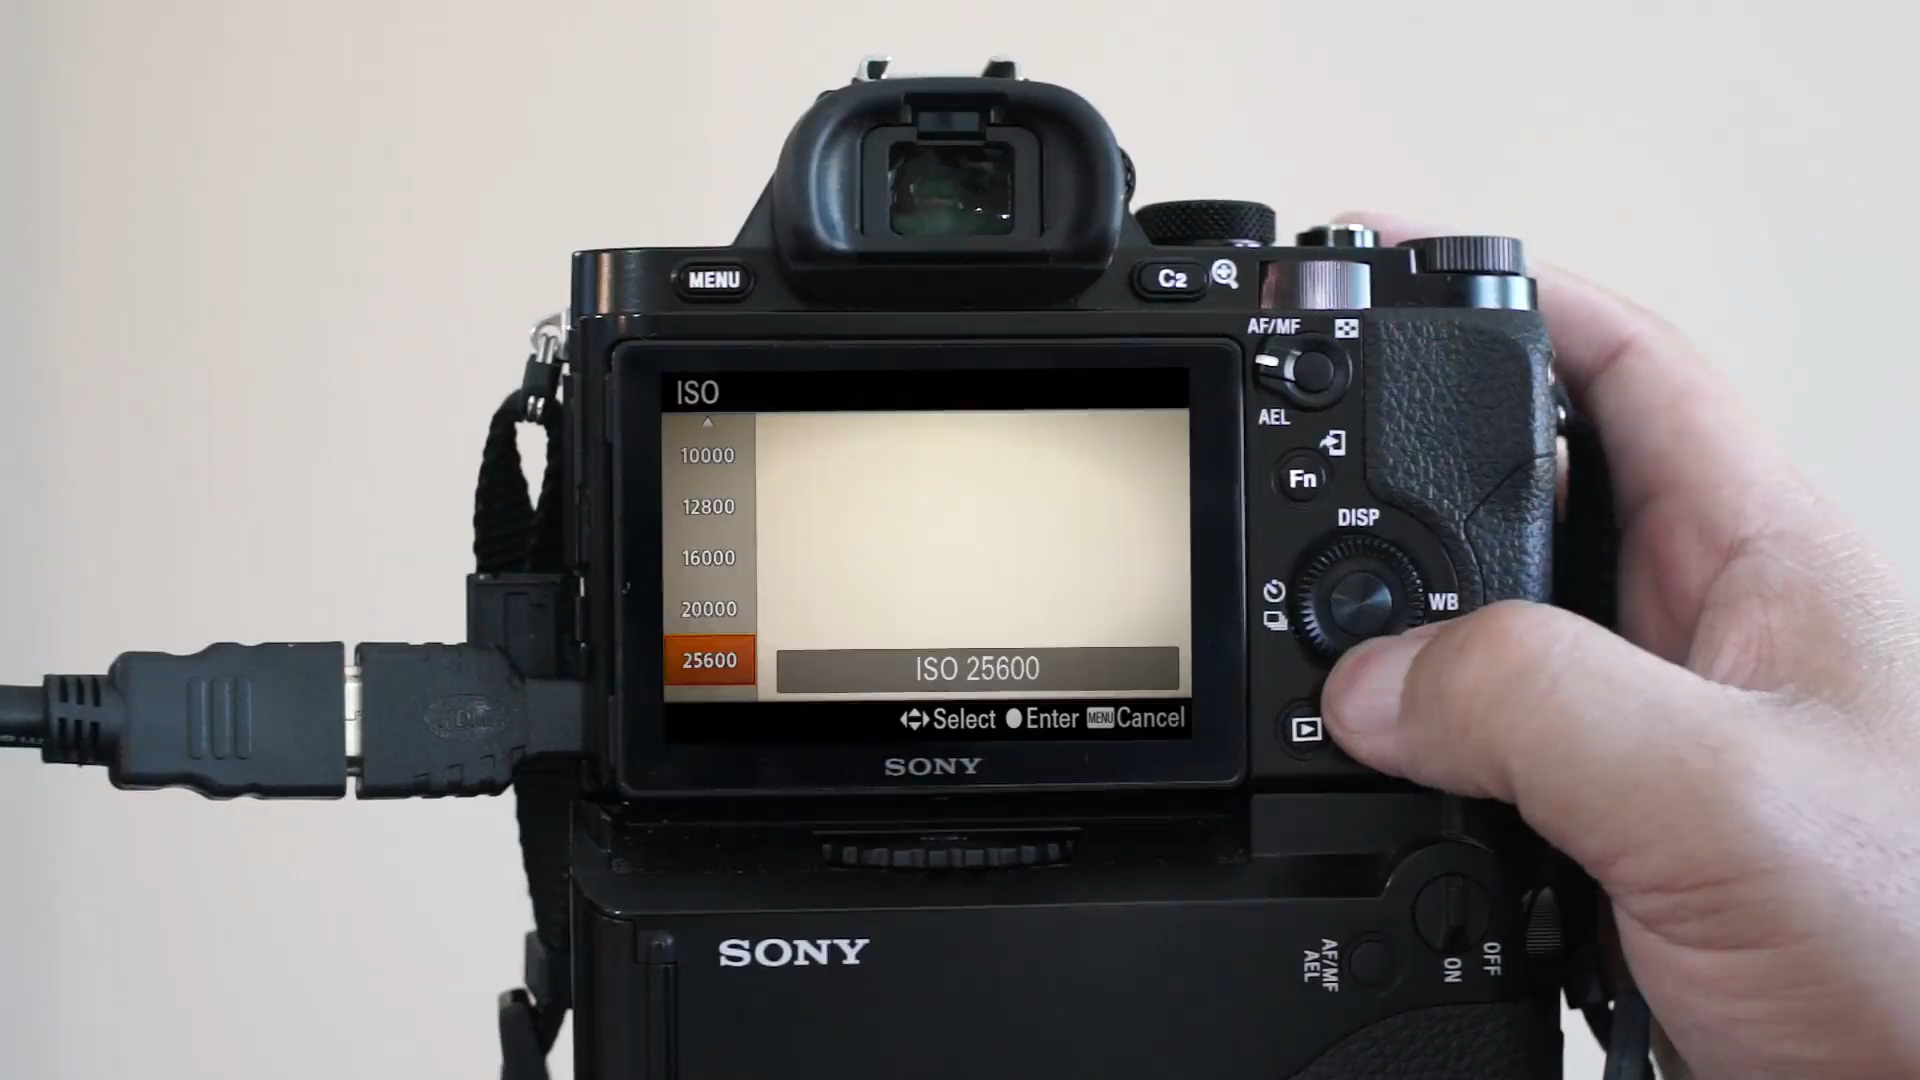 MENU
C2
AF/MF
AEL
Fn
DISP
WB
ISO
10000
12800
16000
20000
25600
ISO 25600
Select Enter MENU Cancel
SONY
SONY
AF/MF
AEL
OFF
ON